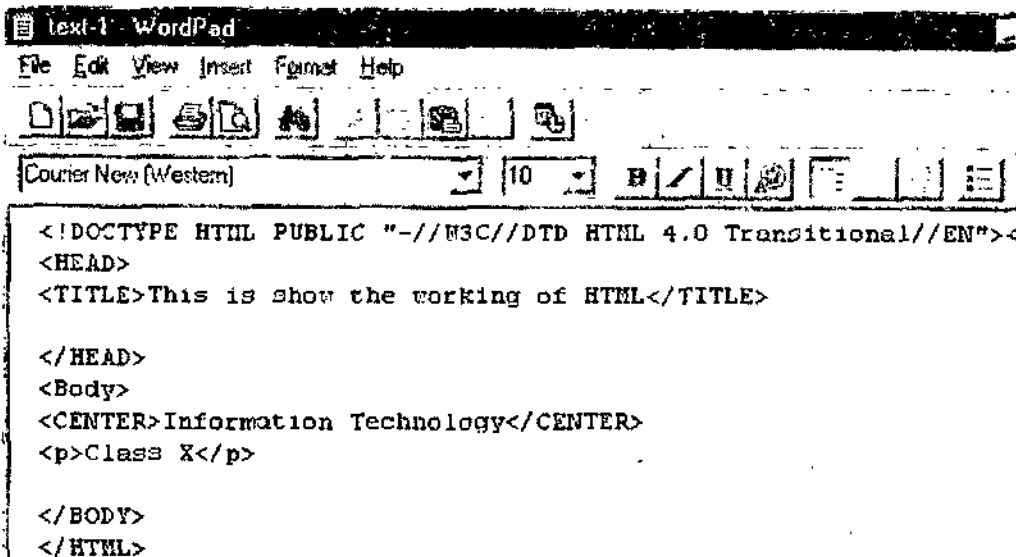 text-1 - WordPad
File Edit View Insert Format Help
Courier New (Western) 10 B / U
<!DOCTYPE HTML PUBLIC "-//W3C//DTD HTML 4.0 Transitional//EN"><
<HEAD>
<TITLE>This is show the working of HTML</TITLE>
</HEAD>
<Body>
<CENTER>Information Technology</CENTER>
<p>Class X</p>
</BODY>
</HTML>